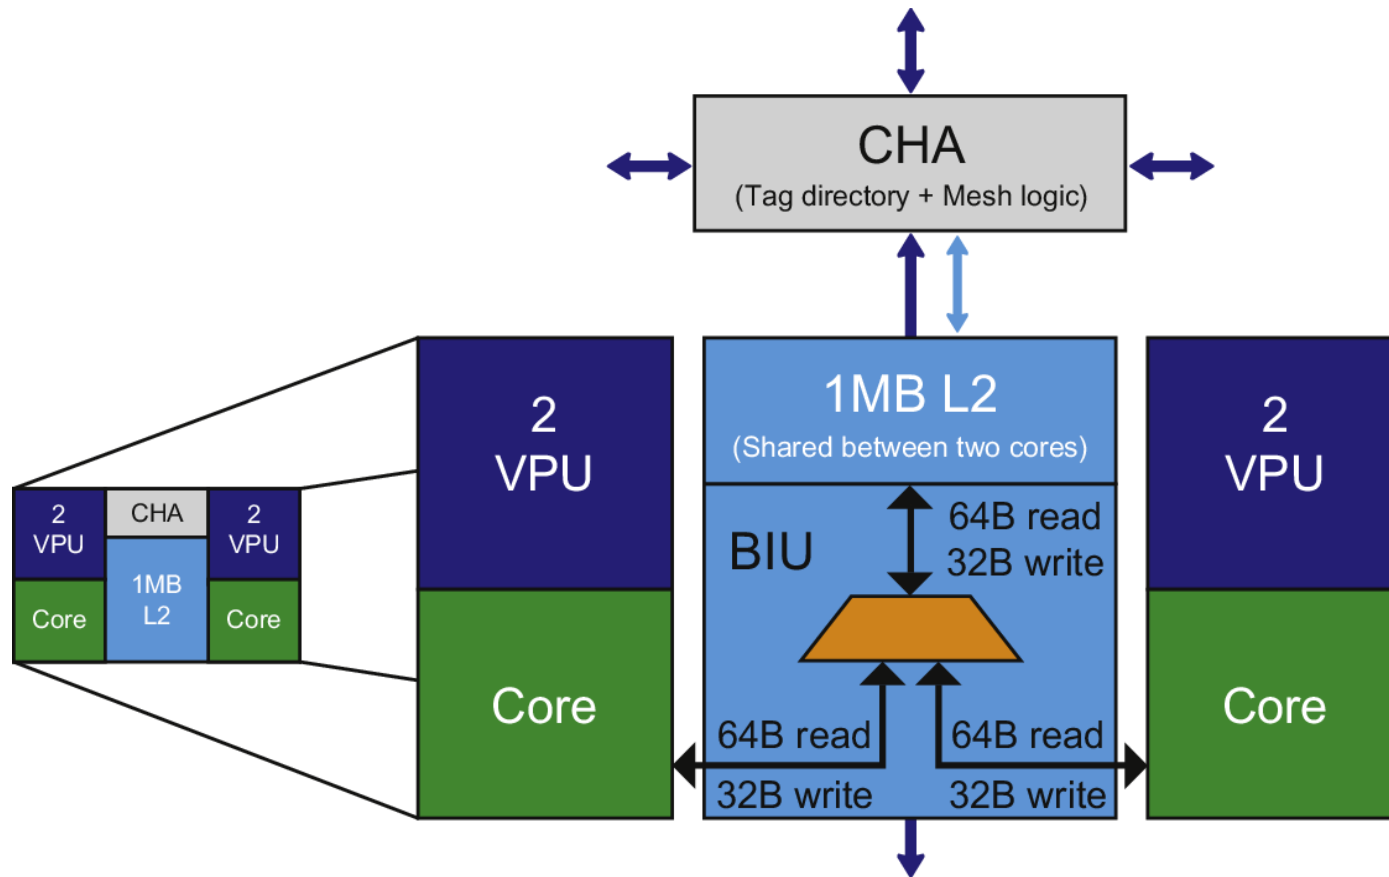 CHA
(Tag directory + Mesh logic)
2
VPU
Core
1MB L2
(Shared between two cores)
BIU
64B read
32B write
64B read
32B write
64B read
32B write
2
VPU
Core
2
VPU
Core
CHA
1MB
L2
2
VPU
Core